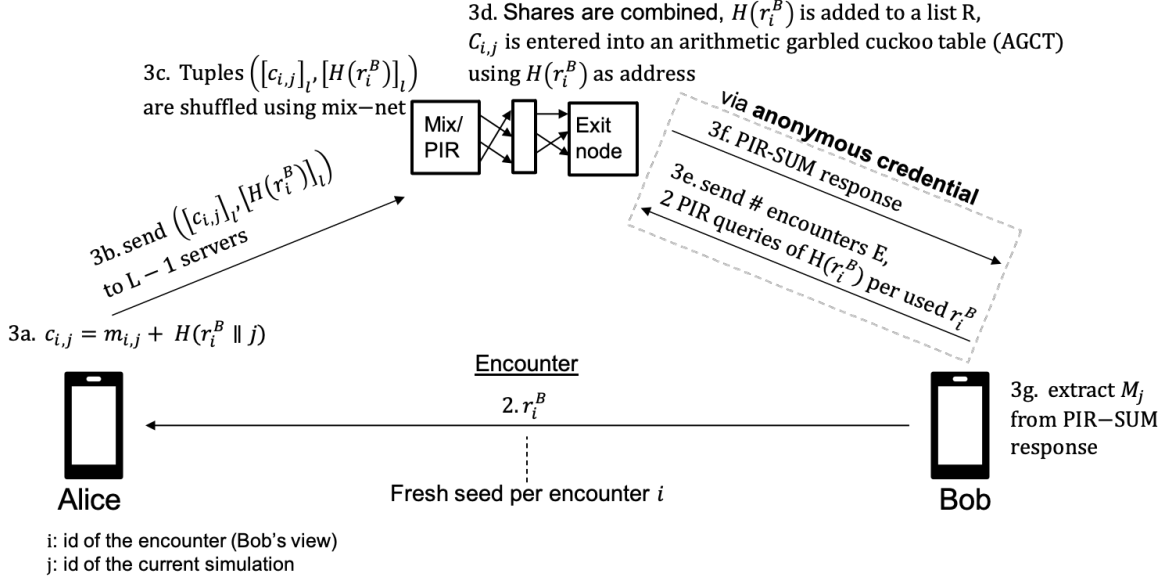 3d. Shares are combined, H(r_i^B) is added to a list R,
C_{i,j} is entered into an arithmetic garbled cuckoo table (AGCT)
using H(r_i^B) as address
3c. Tuples ([c_{i,j}]_l, [H(r_i^B)]_l)
are shuffled using mix−net
Mix/
PIR
Exit
node
via anonymous credential
3f. PIR-SUM response
3e. send # encounters E,
2 PIR queries of H(r_i^B) per used r_i^B
3b. send ([c_{i,j}]_l, [H(r_i^B)]_l)
to L − 1 servers
3a. c_{i,j} = m_{i,j} + H(r_i^B ∥ j)
Encounter
2. r_i^B
Fresh seed per encounter i
3g. extract M_j
from PIR−SUM
response
Alice
Bob
i: id of the encounter (Bob's view)
j: id of the current simulation